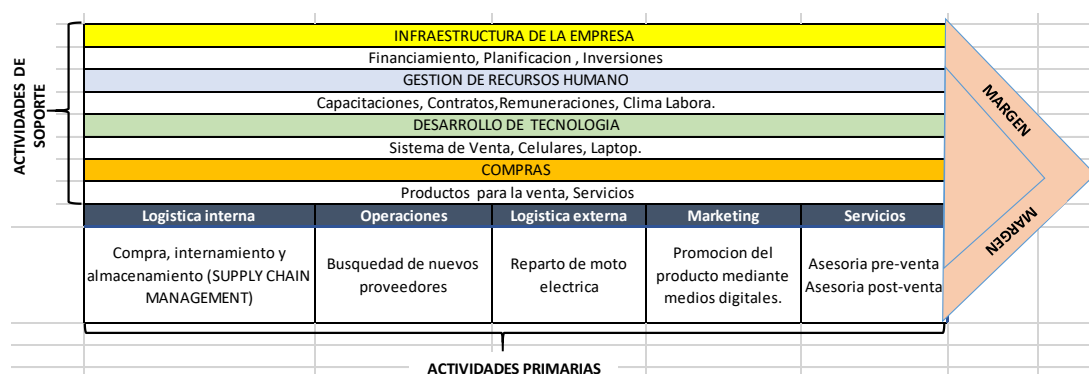 ACTIVIDADES DE
SOPORTE
INFRAESTRUCTURA DE LA EMPRESA
Financiamiento, Planificacion , Inversiones
GESTION DE RECURSOS HUMANO
Capacitaciones, Contratos,Remuneraciones, Clima Labora.
DESARROLLO DE TECNOLOGIA
Sistema de Venta, Celulares, Laptop.
COMPRAS
Productos para la venta, Servicios
MARGEN
MARGEN
Logistica interna
Operaciones
Logistica externa
Marketing
Servicios
Compra, internamiento y
almacenamiento (SUPPLY CHAIN
MANAGEMENT)
Busquedad de nuevos
proveedores
Reparto de moto
electrica
Promocion del
producto mediante
medios digitales.
Asesoria pre-venta
Asesoria post-venta
ACTIVIDADES PRIMARIAS